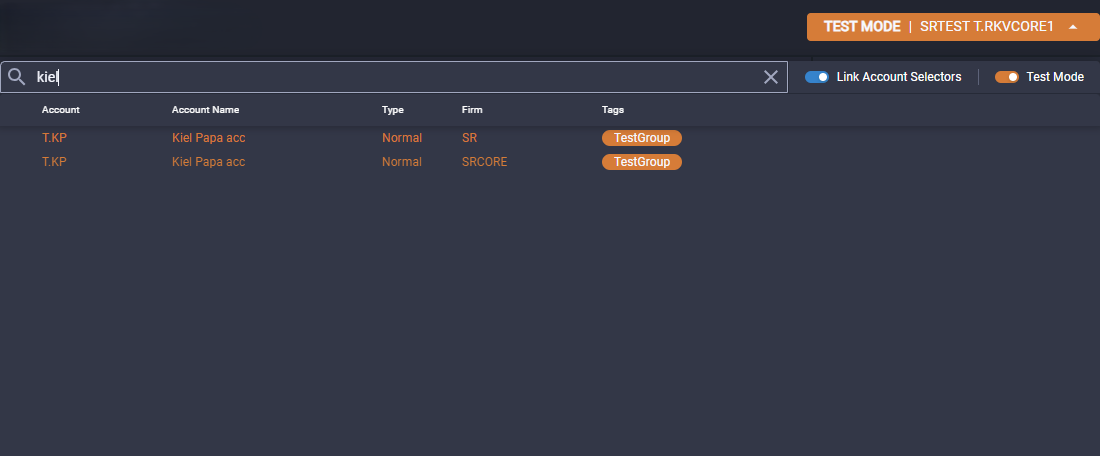 TEST MODE | SRTEST T.RKVCORE1
kiel
Link Account Selectors
Test Mode
Account Account Name Type Firm Tags
T.KP Kiel Papa acc Normal SR TestGroup
T.KP Kiel Papa acc Normal SRCORE TestGroup